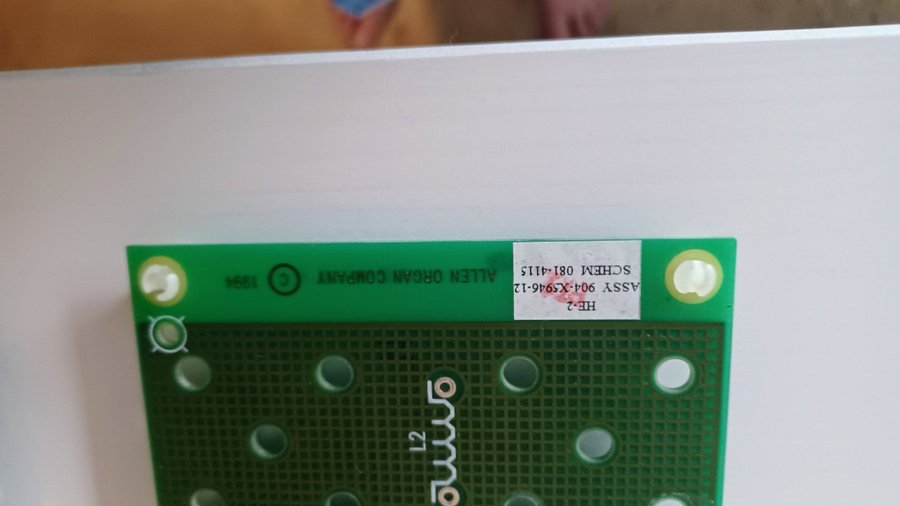 HE-2
ASSY 904-X5946-12
SCHEM 081-4115
ALLEN ORGAN COMPANY © 1994
L2